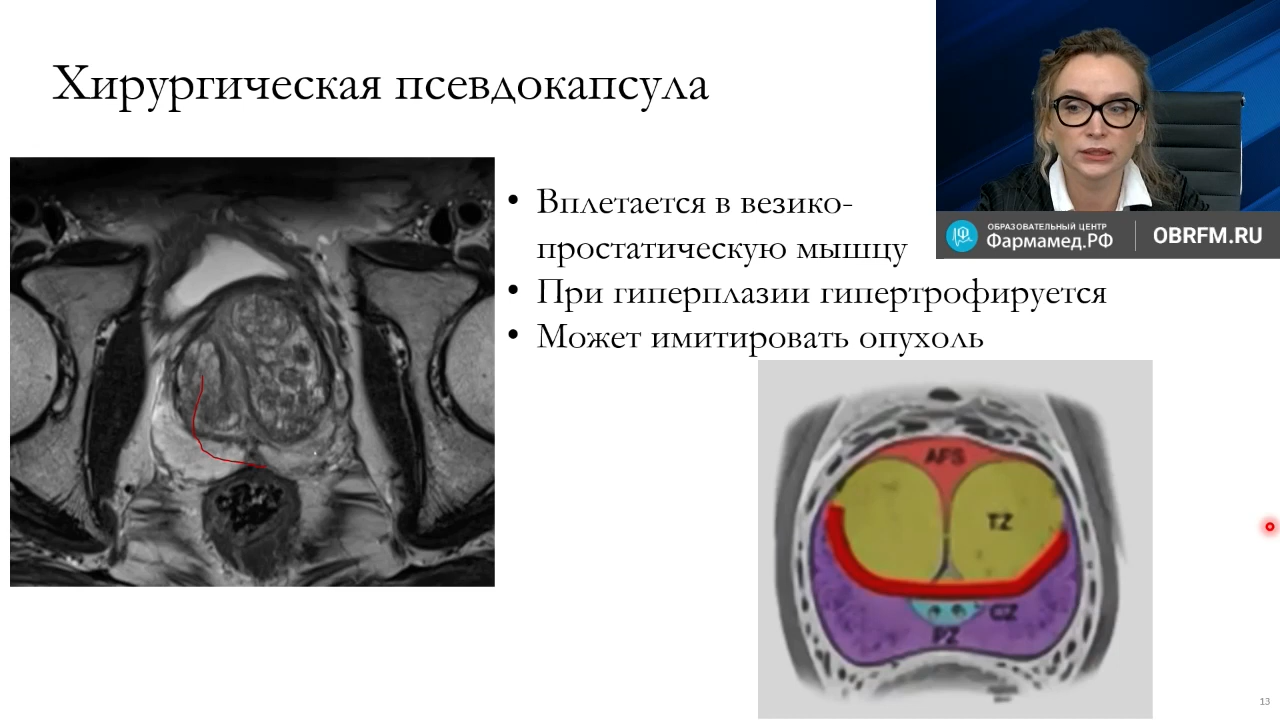 Хирургическая псевдокапсула
ОБРАЗОВАТЕЛЬНЫЙ ЦЕНТР
Фармамед.РФ
OBRFM.RU
• Вплетается в везико-
простатическую мышцу
• При гиперплазии гипертрофируется
• Может имитировать опухоль
AFS
TZ
CZ
PZ
13